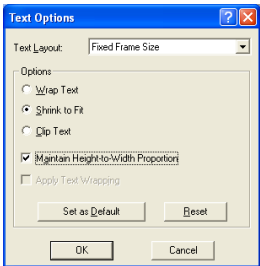 Text Options
Text Layout: Fixed Frame Size
Options
Wrap Text
Shrink to Fit
Clip Text
Maintain Height-to-Width Proportion
Apply Text Wrapping
Set as Default Reset
OK Cancel